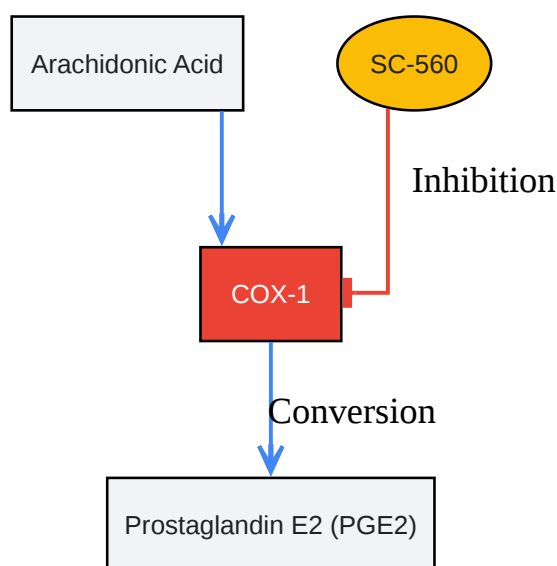 Arachidonic Acid
SC-560
Inhibition
COX-1
Conversion
Prostaglandin E2 (PGE2)